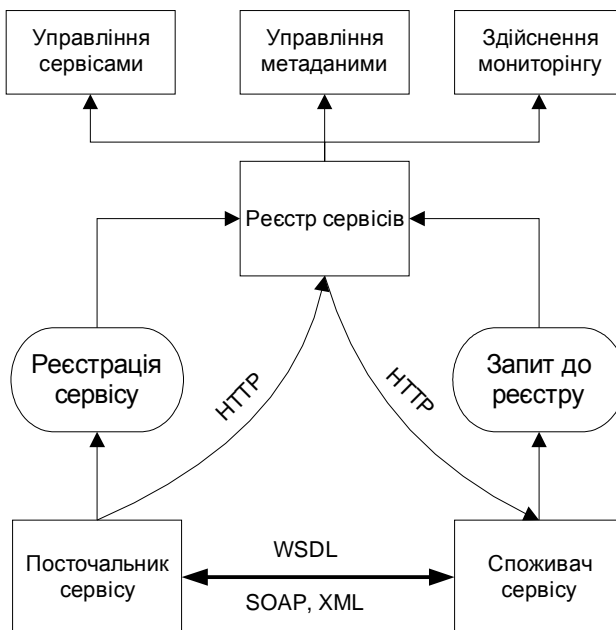 Управління
сервісами
Управління
метаданими
Здійснення
мониторінгу
Реєстр сервісів
Реєстрація
сервісу
HTTP
HTTP
Запит до
реєстру
Посточальник
сервісу
WSDL
SOAP, XML
Споживач
сервісу